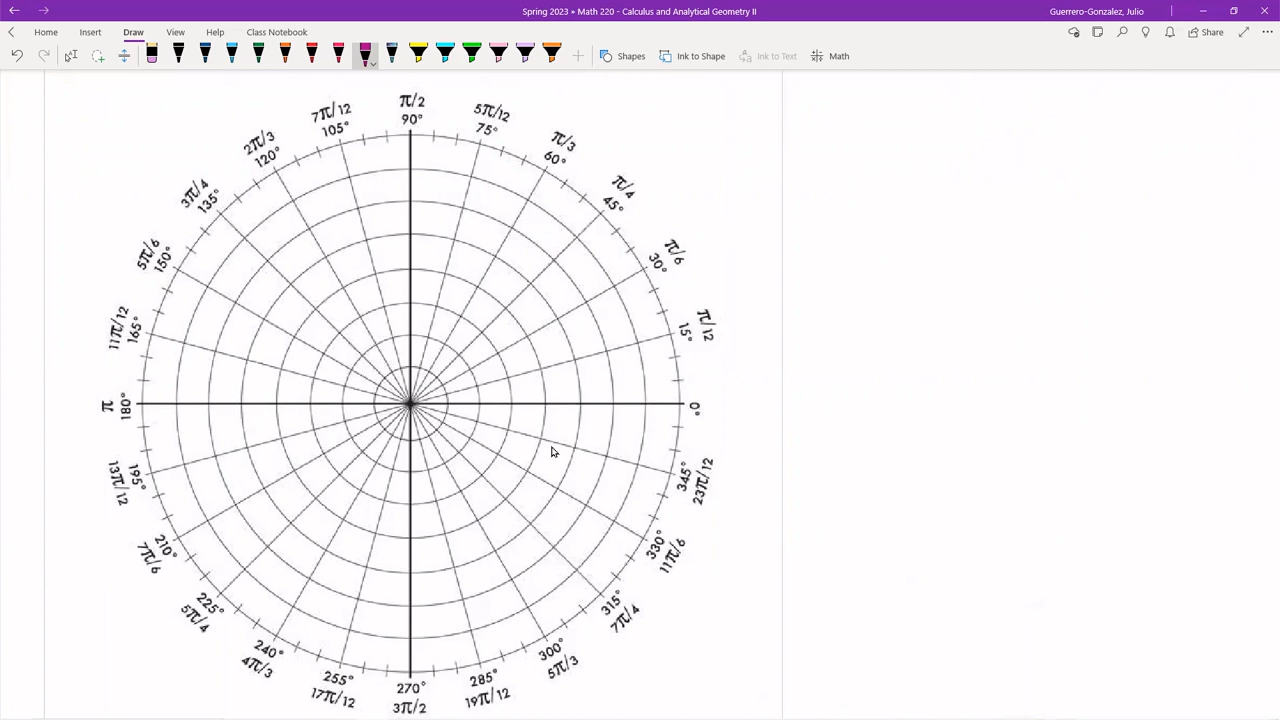 Spring 2023 » Math 220 - Calculus and Analytical Geometry II
Guerrero-Gonzalez, Julio
Home Insert Draw View Help Class Notebook
Share
Shapes Ink to Shape Ink to Text Math
π/2
90°
5π/12
75°
π/3
60°
π/4
45°
π/6
30°
π/12
15°
0°
345°
23π/12
330°
11π/6
315°
7π/4
300°
5π/3
285°
19π/12
270°
3π/2
255°
17π/12
240°
4π/3
225°
5π/4
210°
7π/6
195°
13π/12
π
180°
11π/12
165°
5π/6
150°
3π/4
135°
2π/3
120°
7π/12
105°